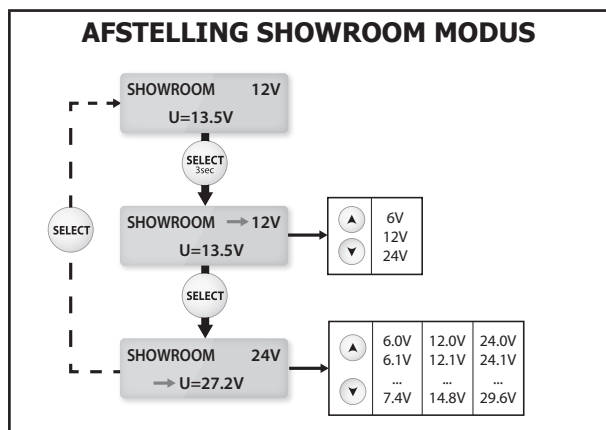 AFSTELLING SHOWROOM MODUS
SHOWROOM 12V
U=13.5V
SELECT
3sec
SHOWROOM → 12V
U=13.5V
6V
12V
24V
SELECT
SELECT
SHOWROOM 24V
→ U=27.2V
6.0V 12.0V 24.0V
6.1V 12.1V 24.1V
... ... ...
7.4V 14.8V 29.6V